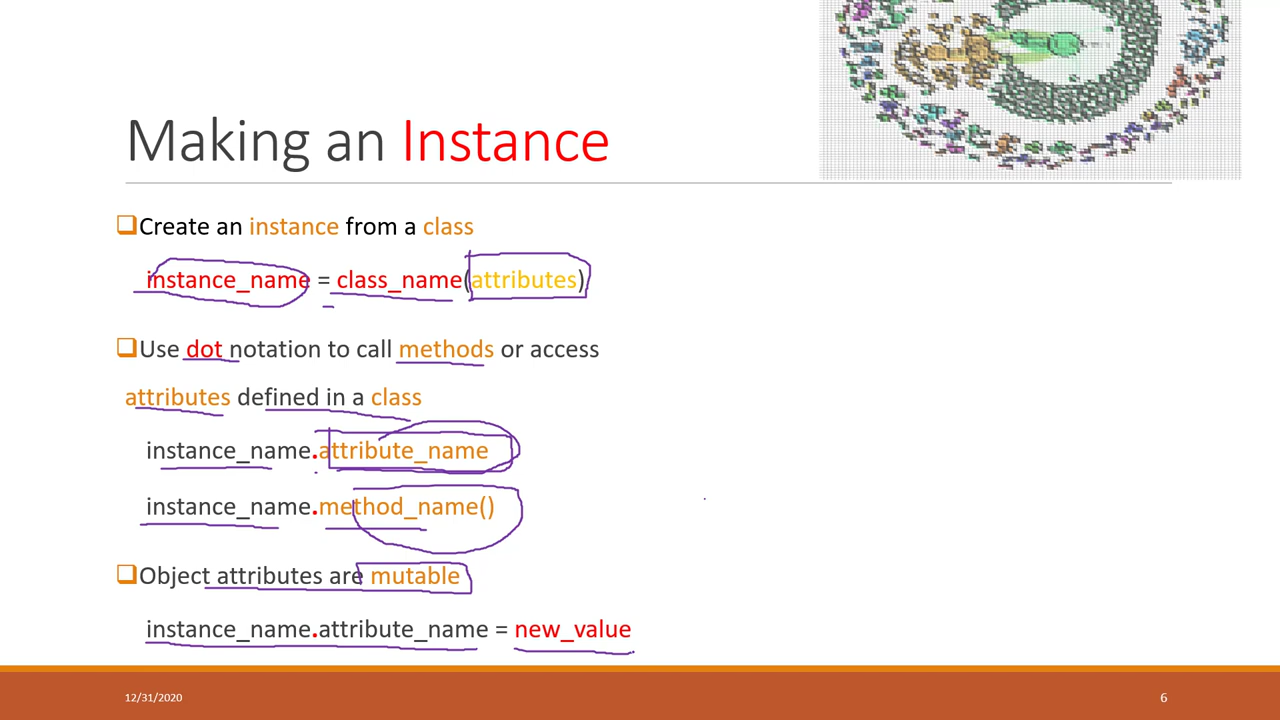 Making an Instance
Create an instance from a class
instance_name = class_name(attributes)
Use dot notation to call methods or access
attributes defined in a class
instance_name.attribute_name
instance_name.method_name()
Object attributes are mutable
instance_name.attribute_name = new_value
12/31/2020
6